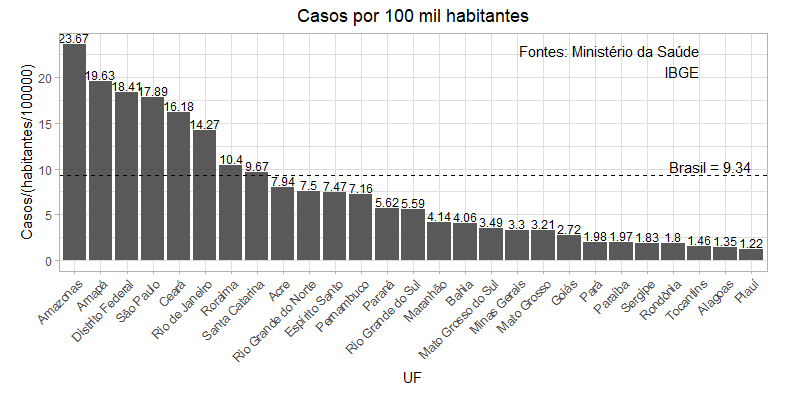 Casos por 100 mil habitantes
Fontes: Ministério da Saúde
IBGE
Brasil = 9.34
Casos/(habitantes/100000)
20
15
10
5
0
23.67
19.63
18.41
17.89
16.18
14.27
10.4
9.67
7.94
7.5
7.47
7.16
5.62
5.59
4.14
4.06
3.49
3.3
3.21
2.72
1.98
1.97
1.83
1.8
1.46
1.35
1.22
Amazonas
Amapá
Distrito Federal
São Paulo
Ceará
Rio de Janeiro
Roraima
Santa Catarina
Acre
Rio Grande do Norte
Espírito Santo
Pernambuco
Paraná
Rio Grande do Sul
Maranhão
Bahia
Mato Grosso do Sul
Minas Gerais
Mato Grosso
Goiás
Pará
Paraíba
Sergipe
Rondônia
Tocantins
Alagoas
Piauí
UF